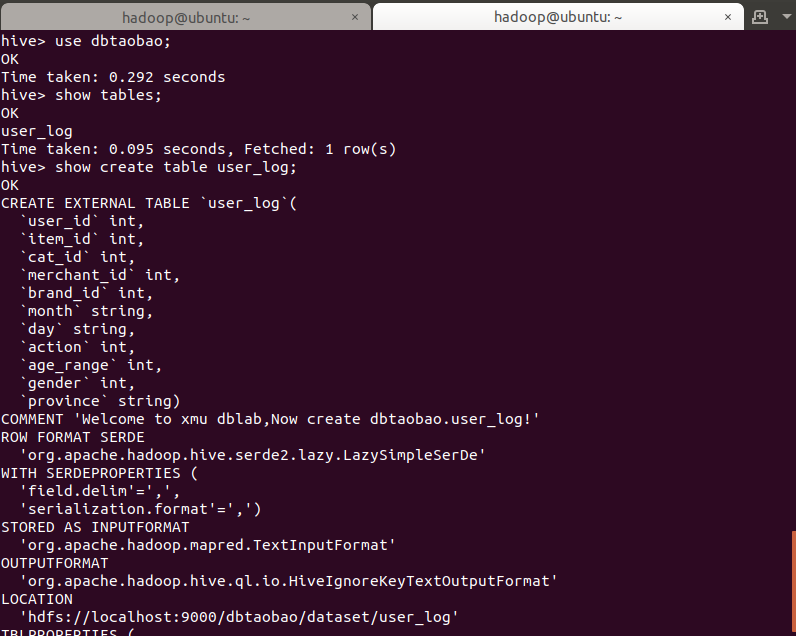 hadoop@ubuntu: ~ ×
hadoop@ubuntu: ~ ×
hive> use dbtaobao;
OK
Time taken: 0.292 seconds
hive> show tables;
OK
user_log
Time taken: 0.095 seconds, Fetched: 1 row(s)
hive> show create table user_log;
OK
CREATE EXTERNAL TABLE `user_log`(
  `user_id` int,
  `item_id` int,
  `cat_id` int,
  `merchant_id` int,
  `brand_id` int,
  `month` string,
  `day` string,
  `action` int,
  `age_range` int,
  `gender` int,
  `province` string)
COMMENT 'Welcome to xmu dblab,Now create dbtaobao.user_log!'
ROW FORMAT SERDE
  'org.apache.hadoop.hive.serde2.lazy.LazySimpleSerDe'
WITH SERDEPROPERTIES (
  'field.delim'=',',
  'serialization.format'=',')
STORED AS INPUTFORMAT
  'org.apache.hadoop.mapred.TextInputFormat'
OUTPUTFORMAT
  'org.apache.hadoop.hive.ql.io.HiveIgnoreKeyTextOutputFormat'
LOCATION
  'hdfs://localhost:9000/dbtaobao/dataset/user_log'
TBLPROPERTIES (